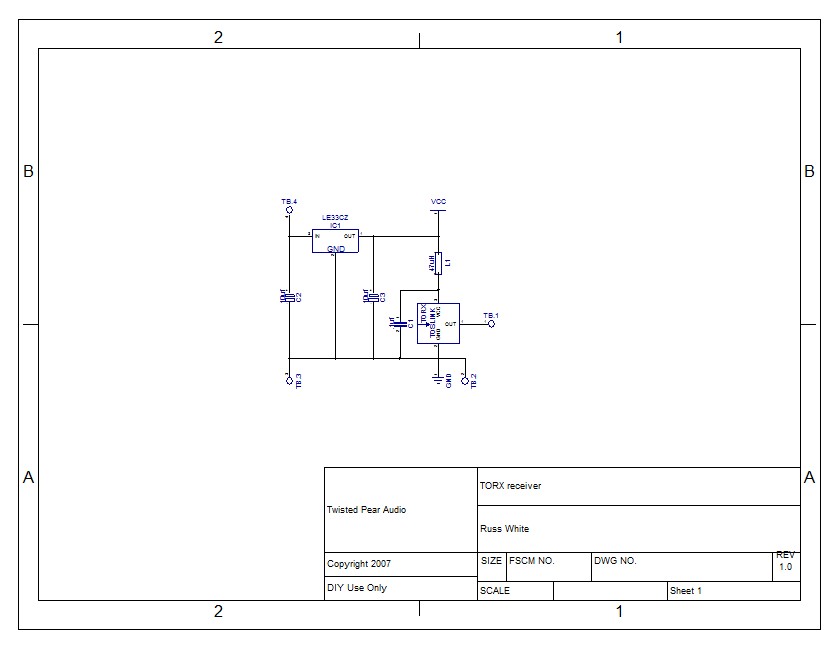 2 1
B B
TB.4
VCC
LE33CZ
IC1
IN OUT
GND
47uH L1
10uf C2
10uf C3
1uf C1
TORX
TOSLINK
VCC
GND
OUT
TB.1
TB.3
GND
TB.2
A A
TORX receiver
Twisted Pear Audio
Russ White
Copyright 2007
SIZE FSCM NO. DWG NO. REV
1.0
DIY Use Only
SCALE Sheet 1
2 1